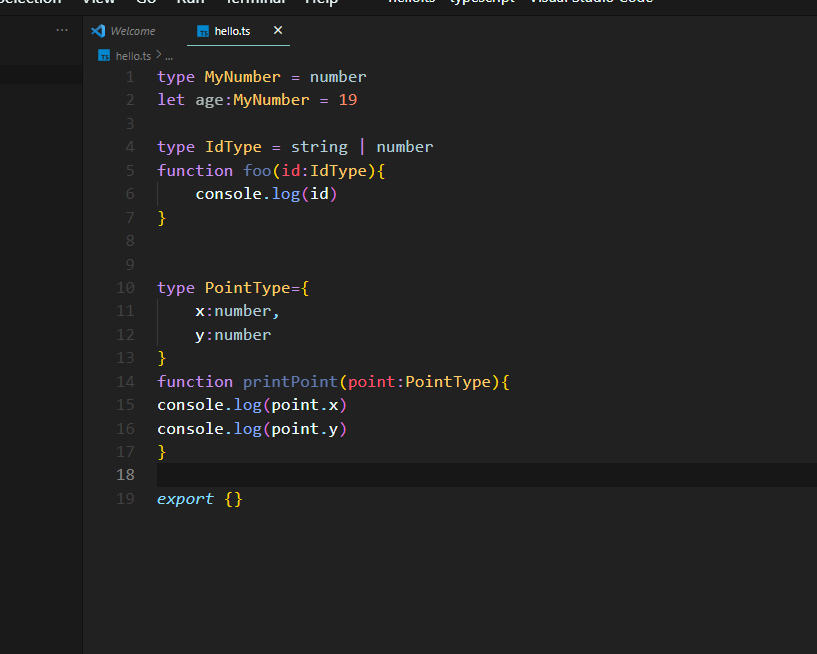 Selection View Go Run Terminal Help hello.ts - typescript - Visual Studio Code
... Welcome hello.ts ×
hello.ts > ...
1 type MyNumber = number
2 let age:MyNumber = 19
3
4 type IdType = string | number
5 function foo(id:IdType){
6     console.log(id)
7 }
8
9
10 type PointType={
11     x:number,
12     y:number
13 }
14 function printPoint(point:PointType){
15 console.log(point.x)
16 console.log(point.y)
17 }
18
19 export {}